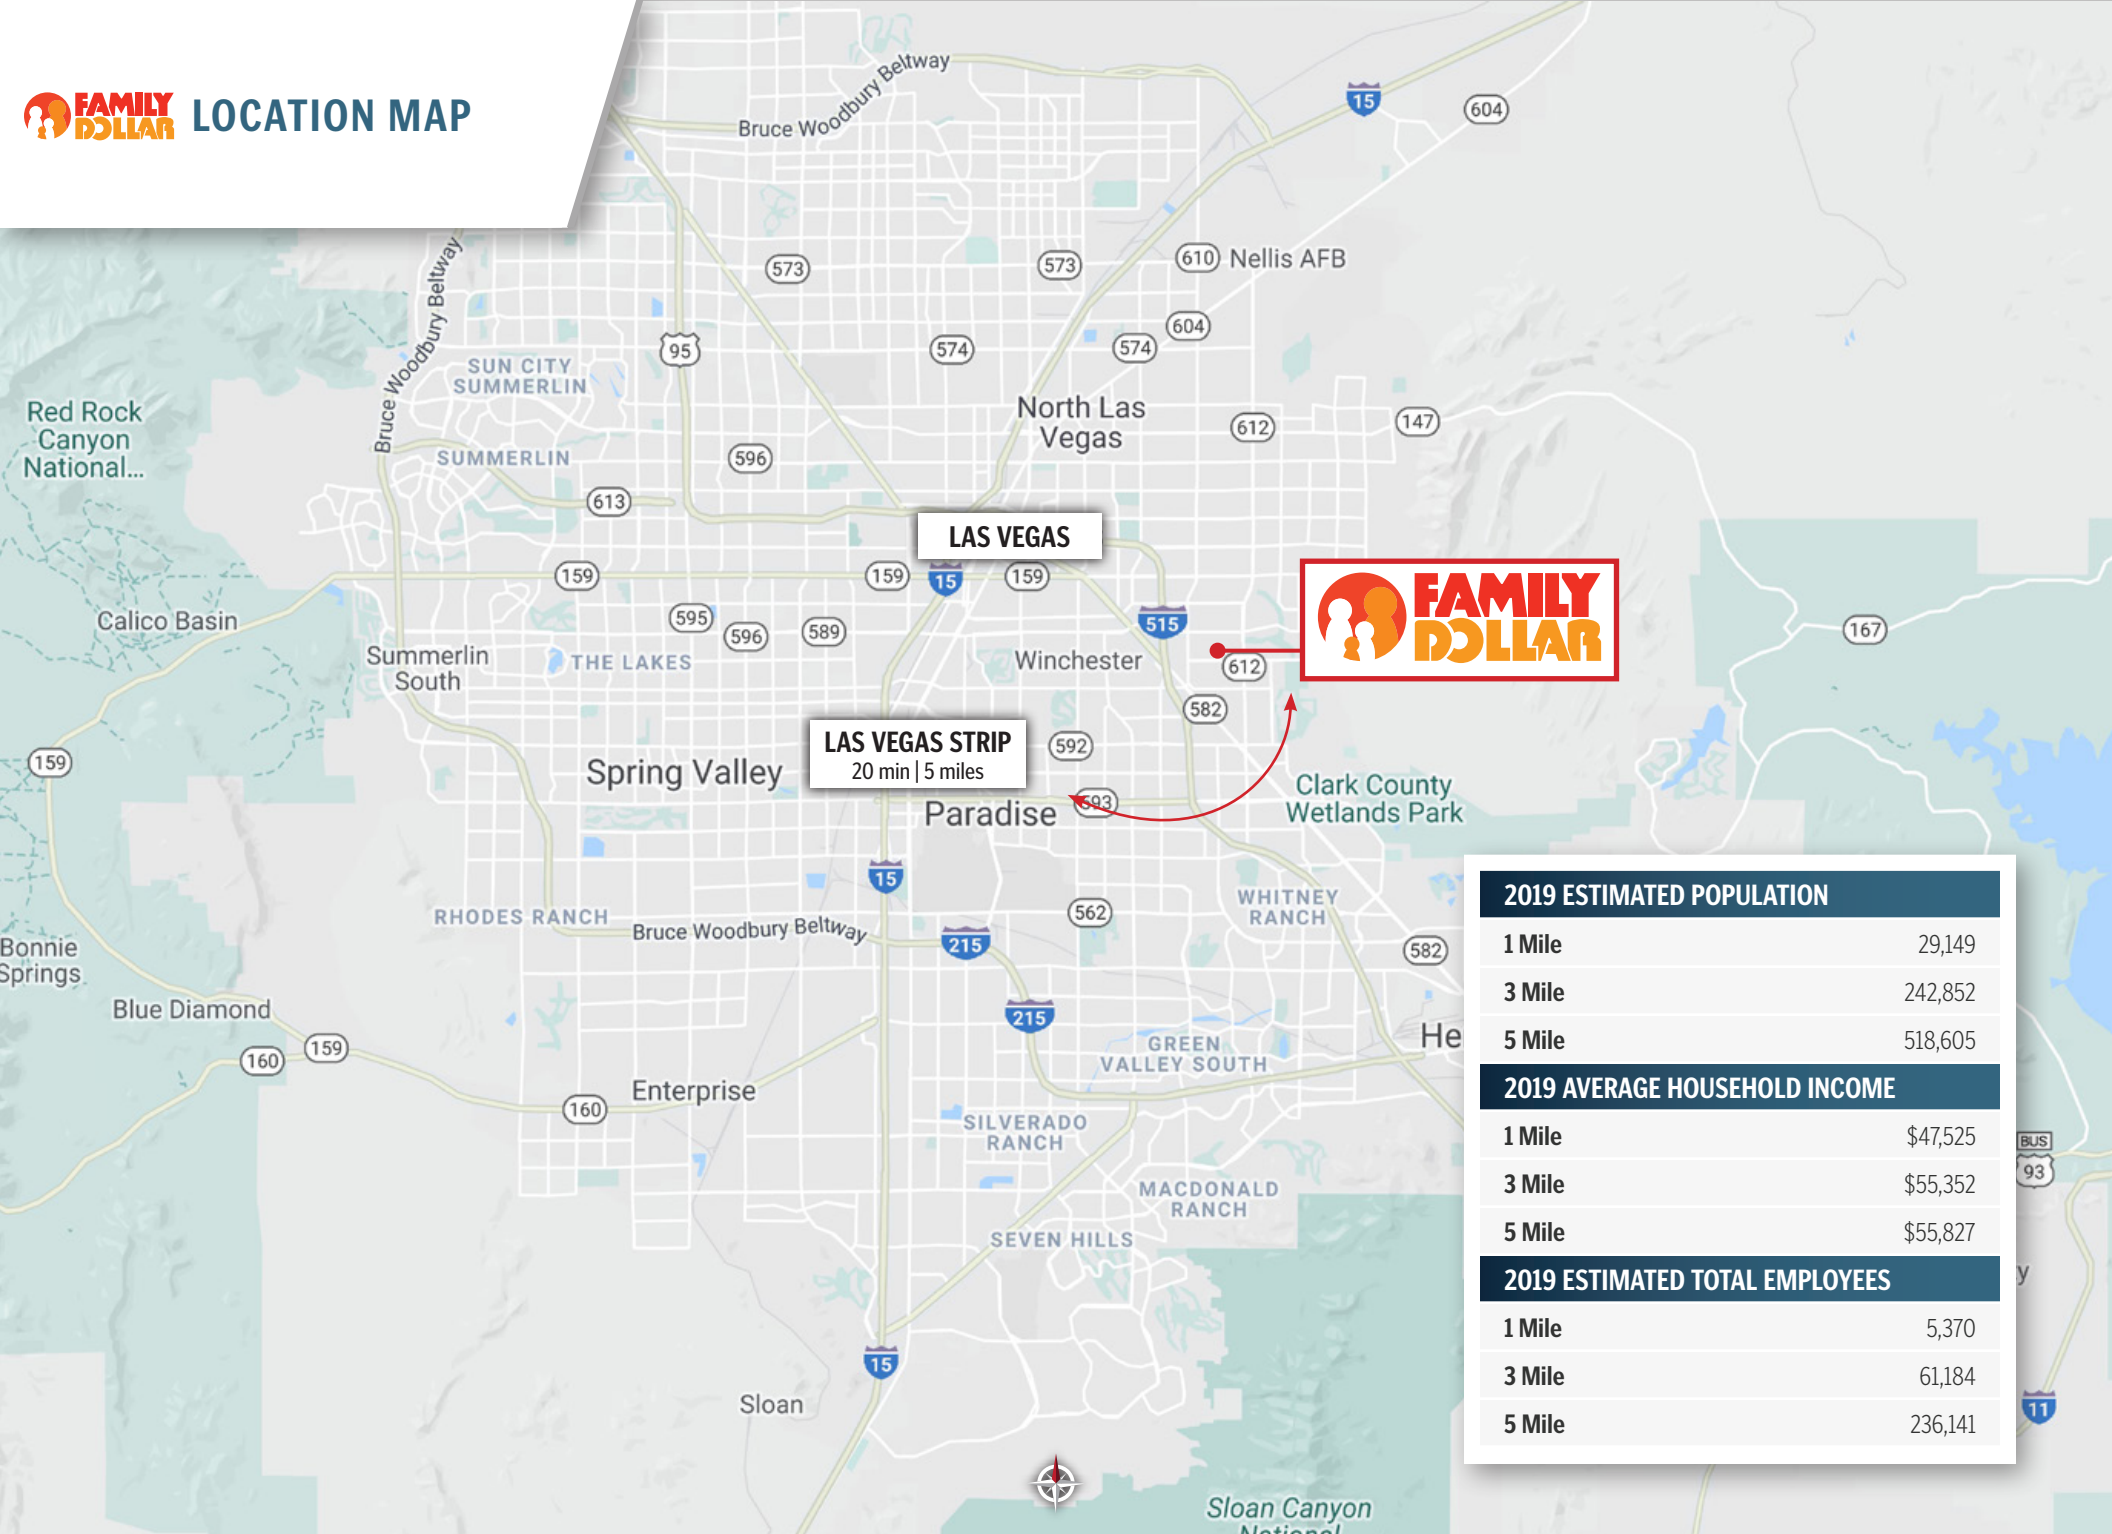 FAMILY
DOLLAR
LOCATION MAP
Bruce Woodbury Beltway
15
604
Bruce Woodbury Beltway
573
573
610
Nellis AFB
604
95
574
574
SUN CITY
SUMMERLIN
Red Rock
Canyon
National...
North Las
Vegas
612
147
SUMMERLIN
596
613
LAS VEGAS
159
159
15
159
FAMILY
DOLLAR
Calico Basin
595
596
589
515
167
Summerlin
South
THE LAKES
Winchester
612
582
LAS VEGAS STRIP
20 min | 5 miles
592
159
Spring Valley
Paradise
593
Clark County
Wetlands Park
15
WHITNEY
RANCH
RHODES RANCH
Bruce Woodbury Beltway
562
215
582
Bonnie
Springs
Blue Diamond
215
He
GREEN
VALLEY SOUTH
160
159
Enterprise
160
SILVERADO
RANCH
MACDONALD
RANCH
SEVEN HILLS
15
Sloan
Sloan Canyon
National
2019 ESTIMATED POPULATION
1 Mile 29,149
3 Mile 242,852
5 Mile 518,605
2019 AVERAGE HOUSEHOLD INCOME
1 Mile $47,525
3 Mile $55,352
5 Mile $55,827
2019 ESTIMATED TOTAL EMPLOYEES
1 Mile 5,370
3 Mile 61,184
5 Mile 236,141
BUS
93
y
11